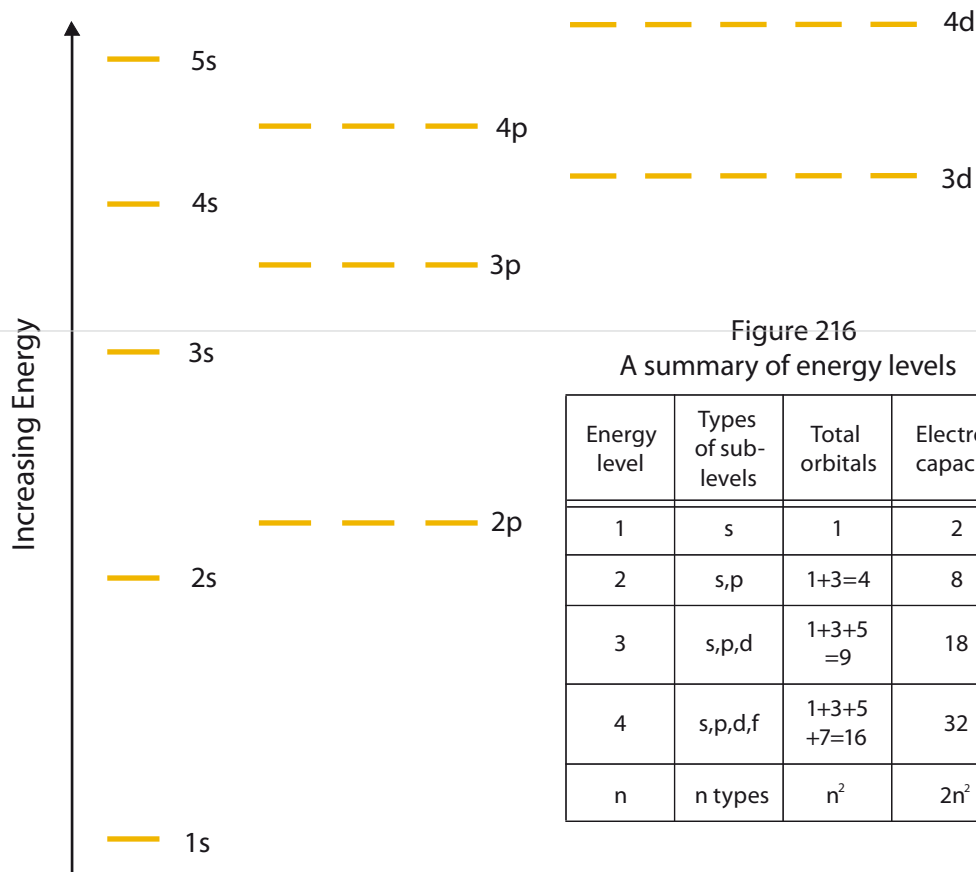 4d
5s
4p
3d
4s
3p
Increasing Energy
Figure 216
A summary of energy levels
3s
Energy
level
Types
of sub-
levels
Total
orbitals
Electro
capac
1
s
1
2
2p
2
s,p
1+3=4
8
2s
3
s,p,d
1+3+5
=9
18
4
s,p,d,f
1+3+5
+7=16
32
n
n types
n²
2n²
1s